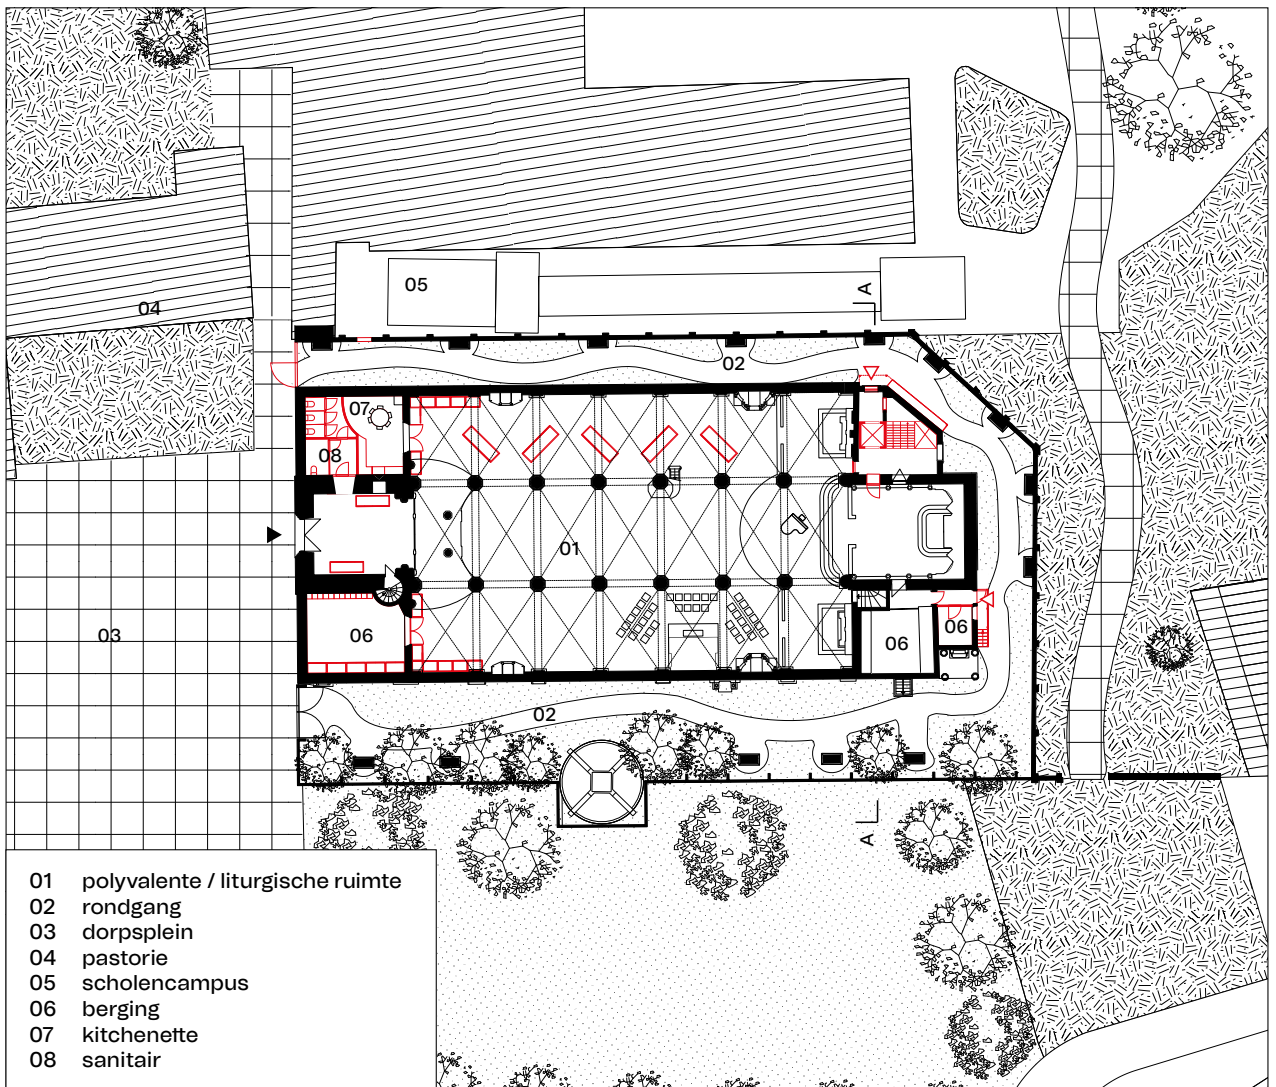 04
05
A
02
07
08
01
03
06
06
06
02
A
01 polyvalente / liturgische ruimte
02 rondgang
03 dorpsplein
04 pastorie
05 scholencampus
06 berging
07 kitchenette
08 sanitair